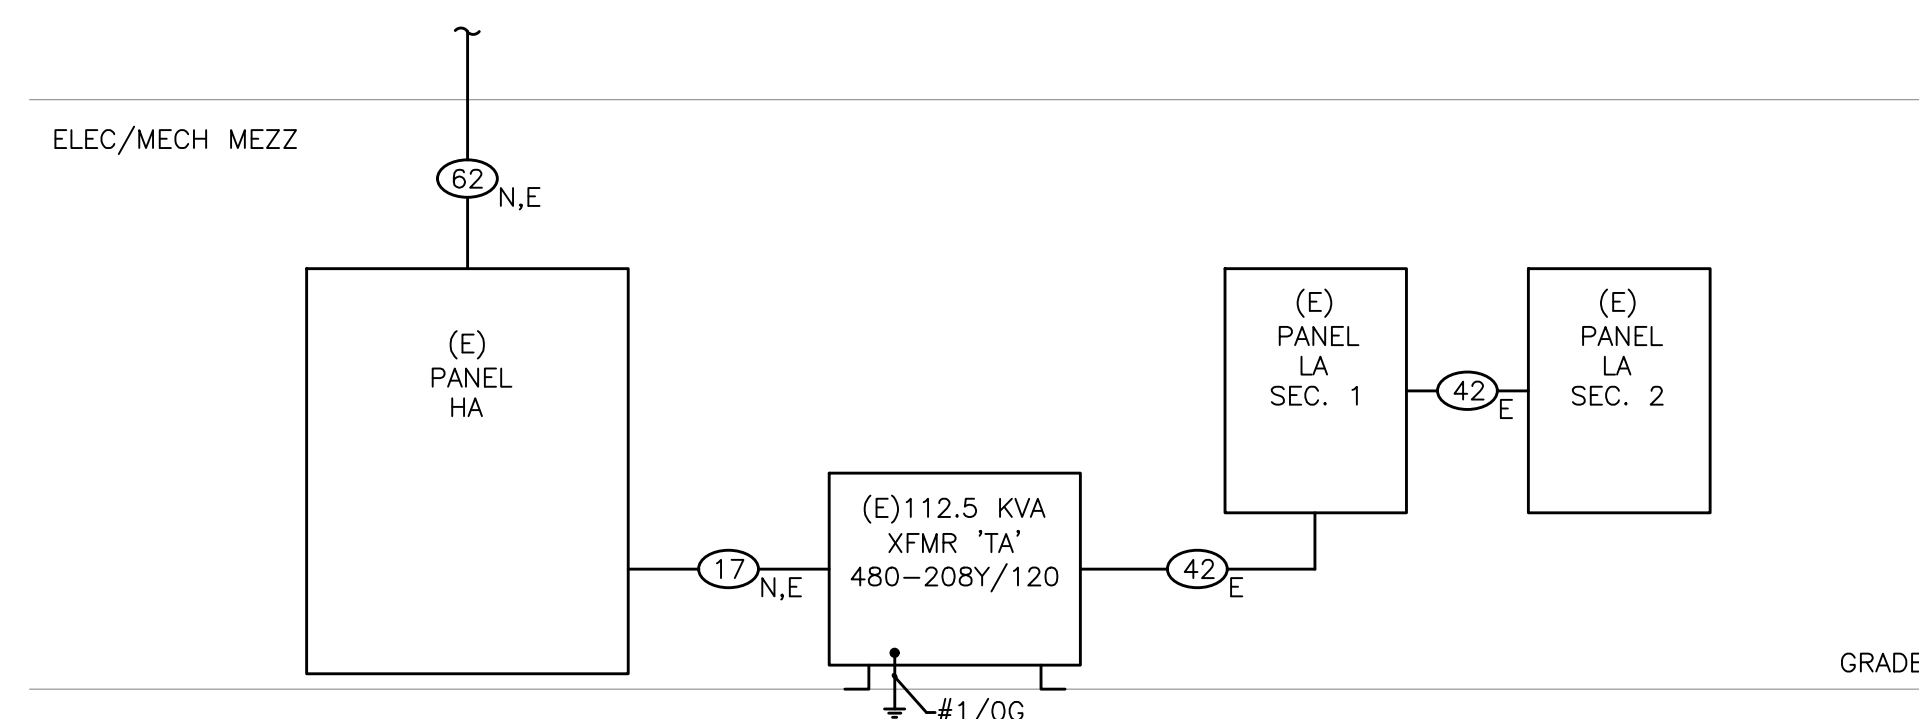 ELEC/MECH MEZZ
62
N,E
(E)
PANEL
HA
17
N,E
(E)112.5 KVA
XFMR 'TA'
480-208Y/120
#1/0G
42
E
(E)
PANEL
LA
SEC. 1
42
E
(E)
PANEL
LA
SEC. 2
GRADE